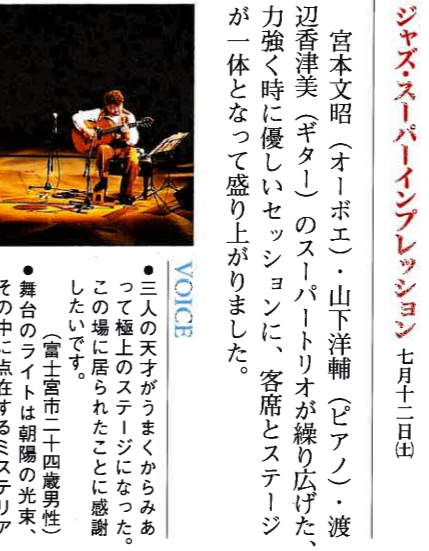 ジャズ・スーパーインプレッション 七月十二日㈯
宮本文昭（オーボエ）・山下洋輔（ピアノ）・渡
辺香津美（ギター）のスーパートリオが繰り広げた、
力強く時に優しいセッションに、客席とステージ
が一体となって盛り上がりました。
VOICE
●三人の天才がうまくからみあ
って極上のステージになった。
この場に居られたことに感謝
したいです。
（富士宮市二十四歳男性）
●舞台のライトは朝陽の光束、
その中に点在するミステリア